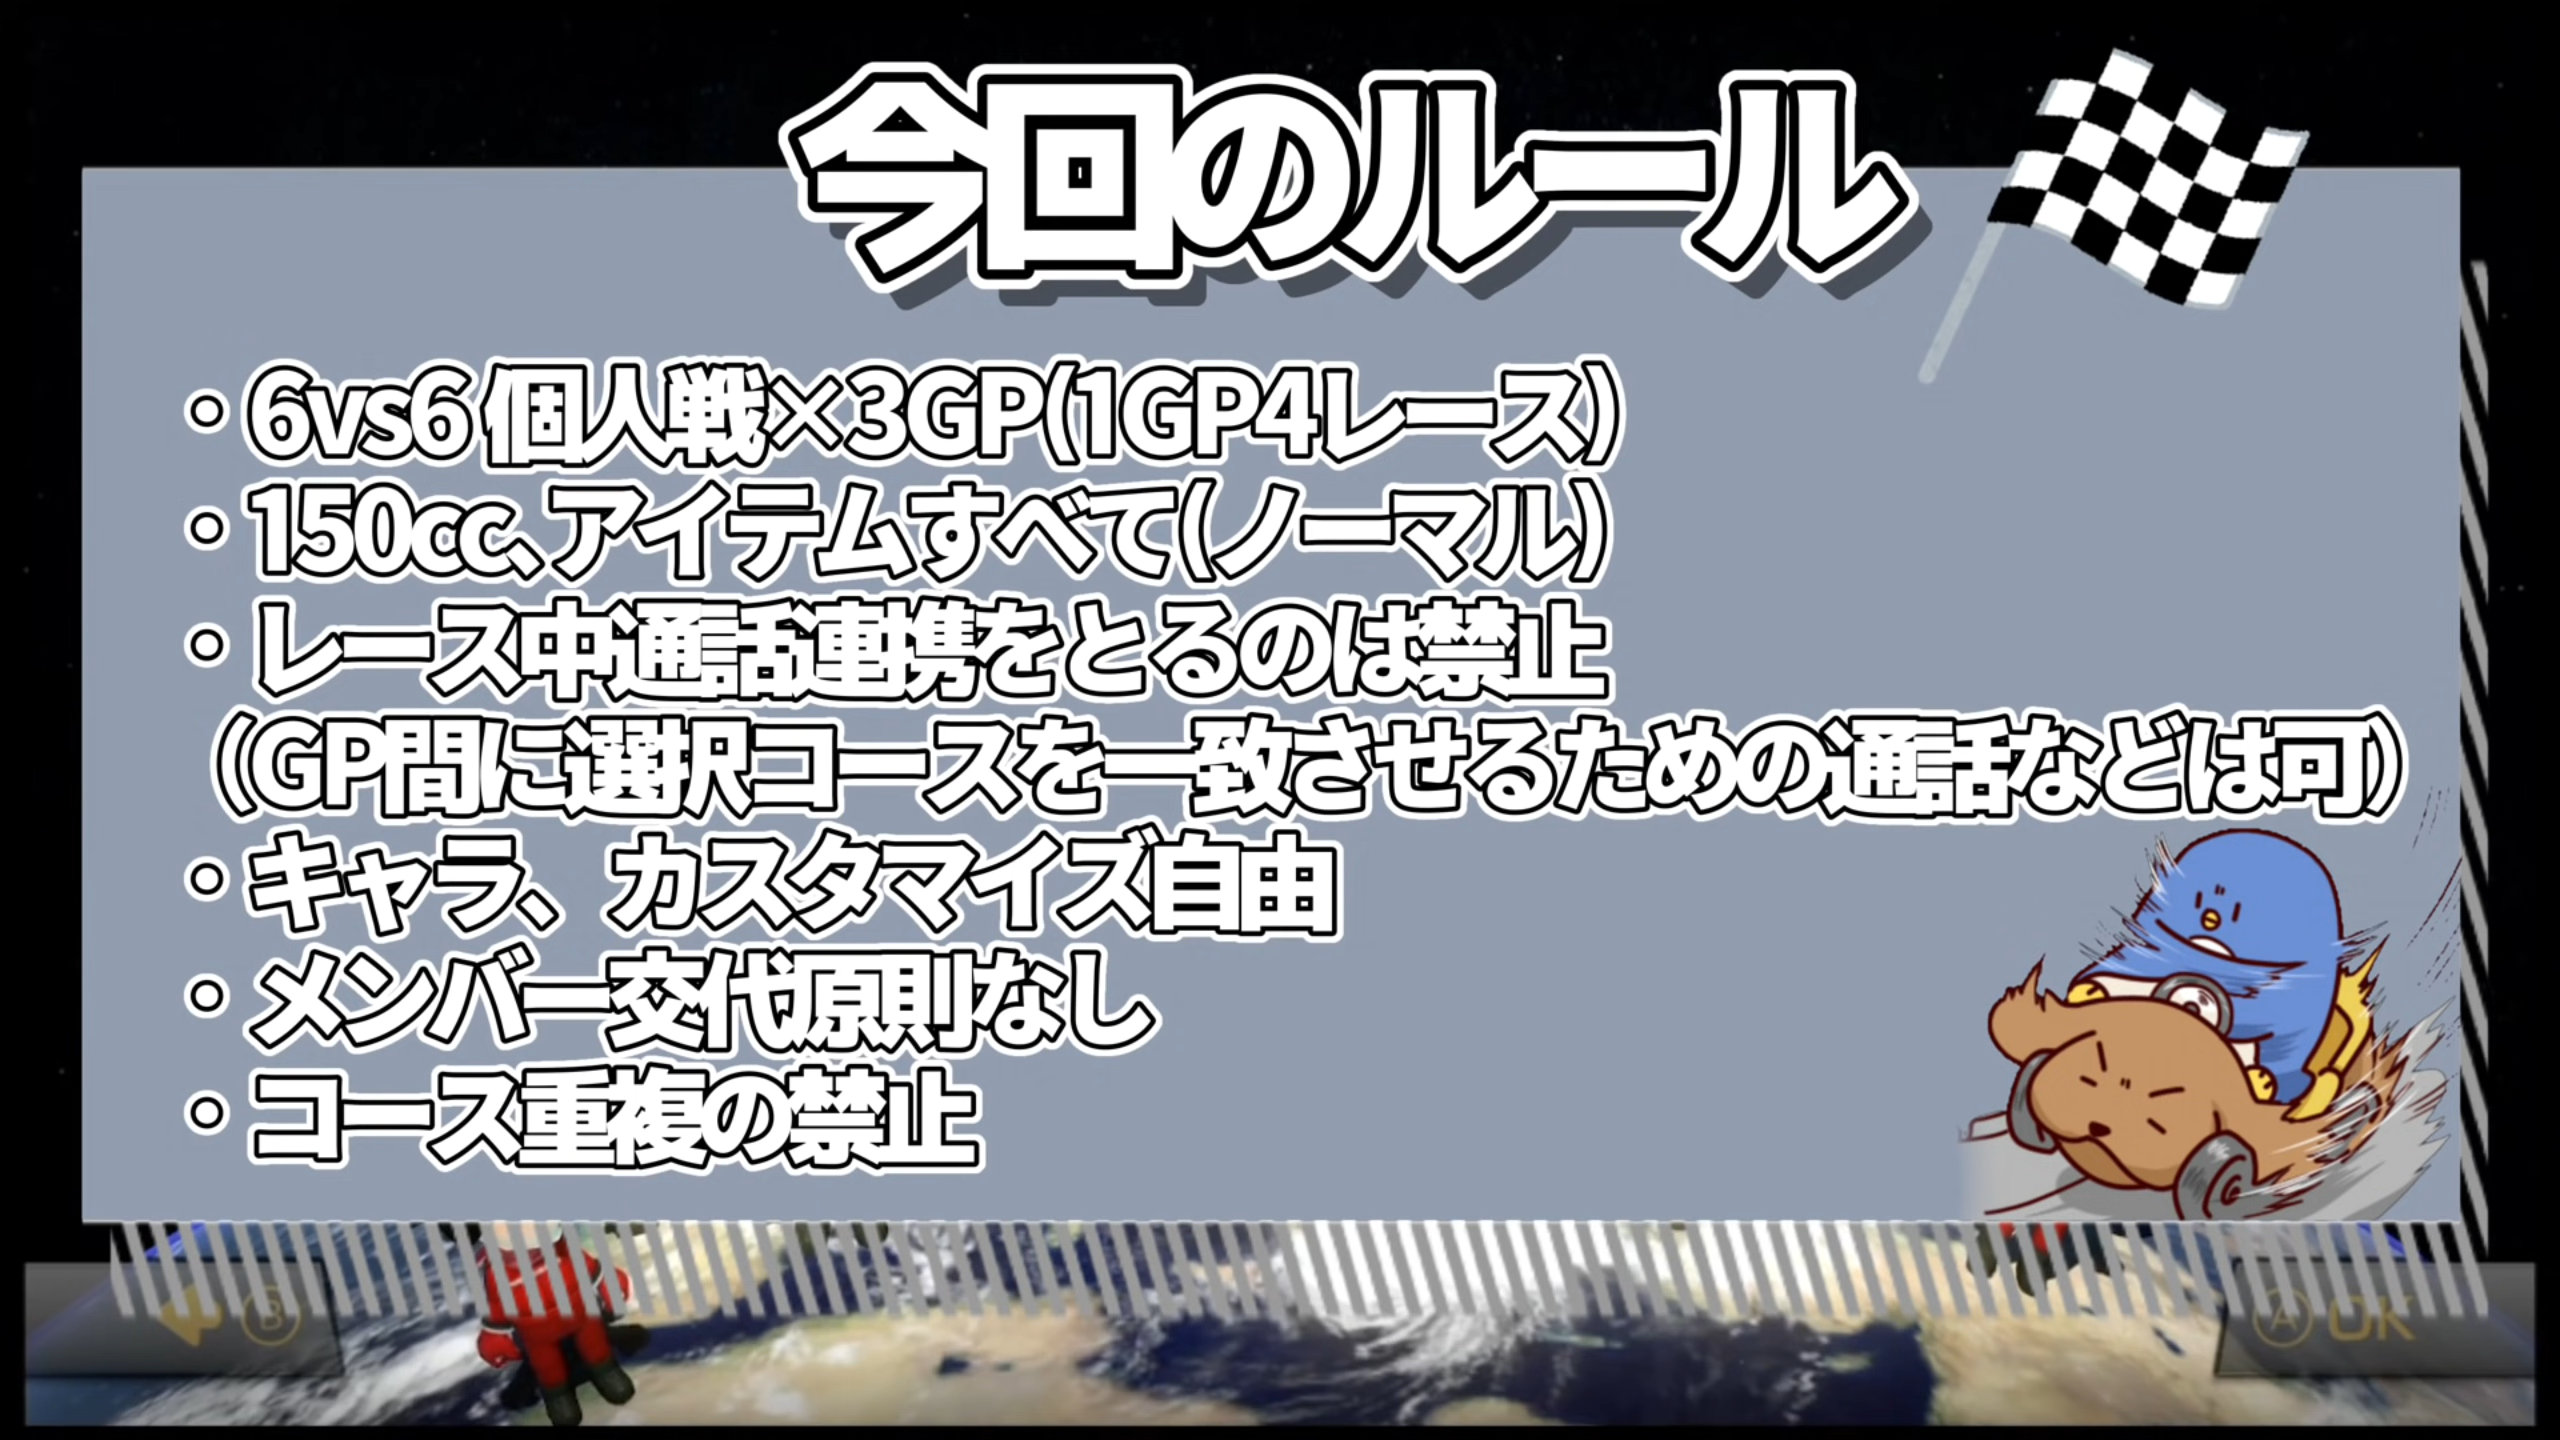 今回のルール
・6vs6 個人戦×3GP(1GP4レース)
・150cc、アイテムすべて(ノーマル)
・レース中通話連携をとるのは禁止
(GP間に選択コースを一致させるための通話などは可)
・キャラ、カスタマイズ自由
・メンバー交代原則なし
・コース重複の禁止
B
A OK